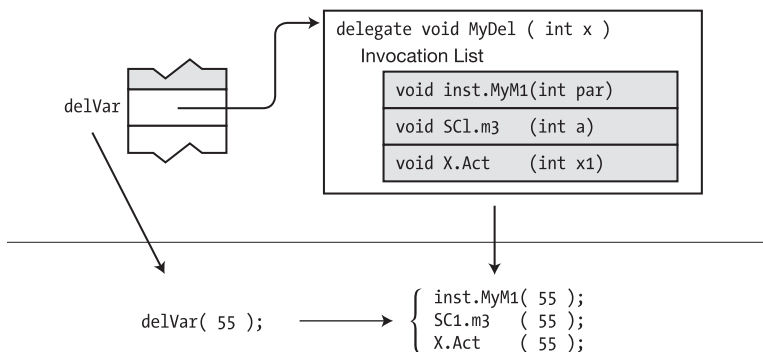 delegate void MyDel ( int x )
Invocation List
delVar
void inst.MyM1(int par)
void SCl.m3 (int a)
void X.Act (int x1)
delVar( 55 );
inst.MyM1( 55 );
SC1.m3 ( 55 );
X.Act ( 55 );